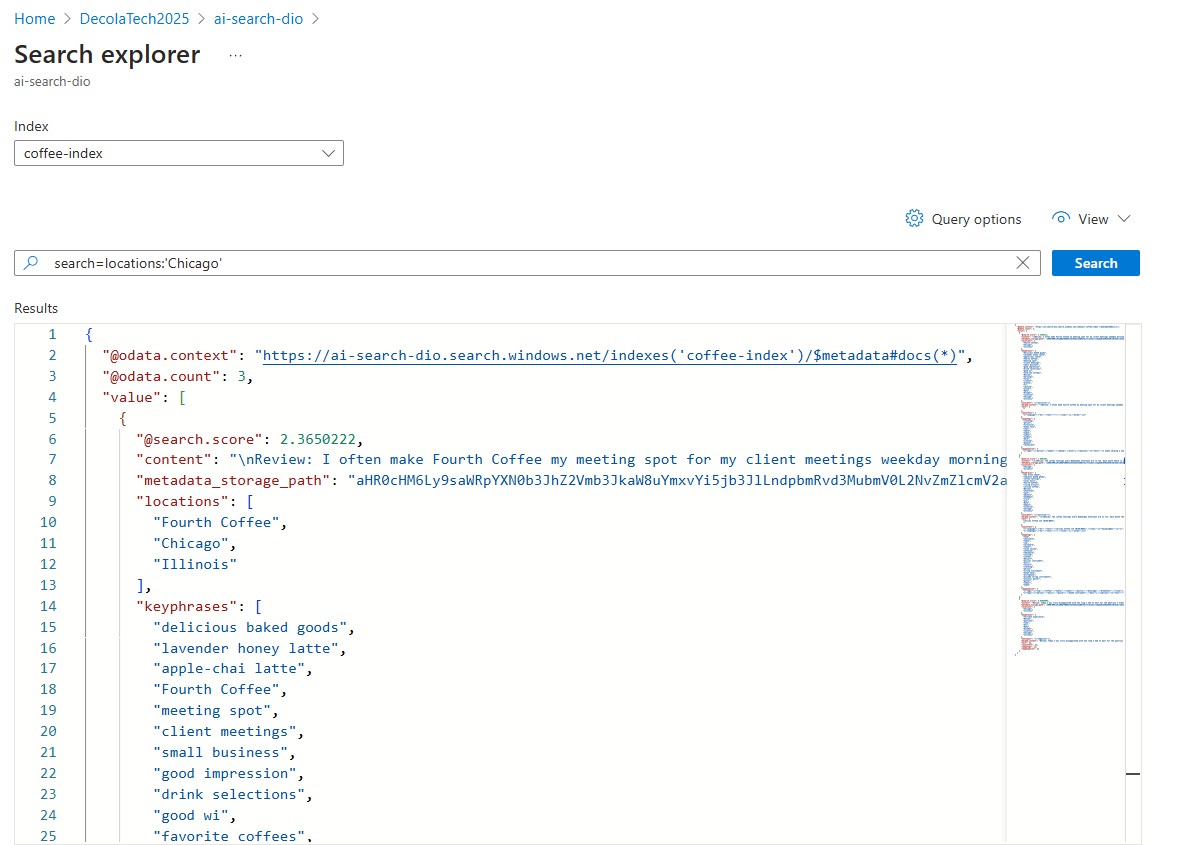 Home > DecolaTech2025 > ai-search-dio >
Search explorer ...
ai-search-dio
Index
coffee-index
Query options View
search=locations:'Chicago'
Search
Results
1 {
2 "@odata.context": "https://ai-search-dio.search.windows.net/indexes('coffee-index')/$metadata#docs(*)",
3 "@odata.count": 3,
4 "value": [
5 {
6 "@search.score": 2.3650222,
7 "content": "\nReview: I often make Fourth Coffee my meeting spot for my client meetings weekday morning
8 "metadata_storage_path": "aHR0cHM6Ly9saWRpYXN0b3JhZ2Vmb3JkaW8uYmxvYi5jb3JlLndpbmRvd3MubmV0L2NvZmZlcmV2a
9 "locations": [
10 "Fourth Coffee",
11 "Chicago",
12 "Illinois"
13 ],
14 "keyphrases": [
15 "delicious baked goods",
16 "lavender honey latte",
17 "apple-chai latte",
18 "Fourth Coffee",
19 "meeting spot",
20 "client meetings",
21 "small business",
22 "good impression",
23 "drink selections",
24 "good wi",
25 "favorite coffees",